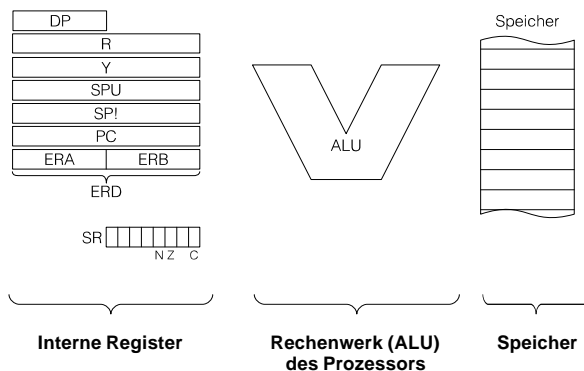 DP
R
Y
SPU
SP!
PC
ERA ERB
ERD
SR
N Z C
ALU
Speicher
Interne Register
Rechenwerk (ALU)
des Prozessors
Speicher